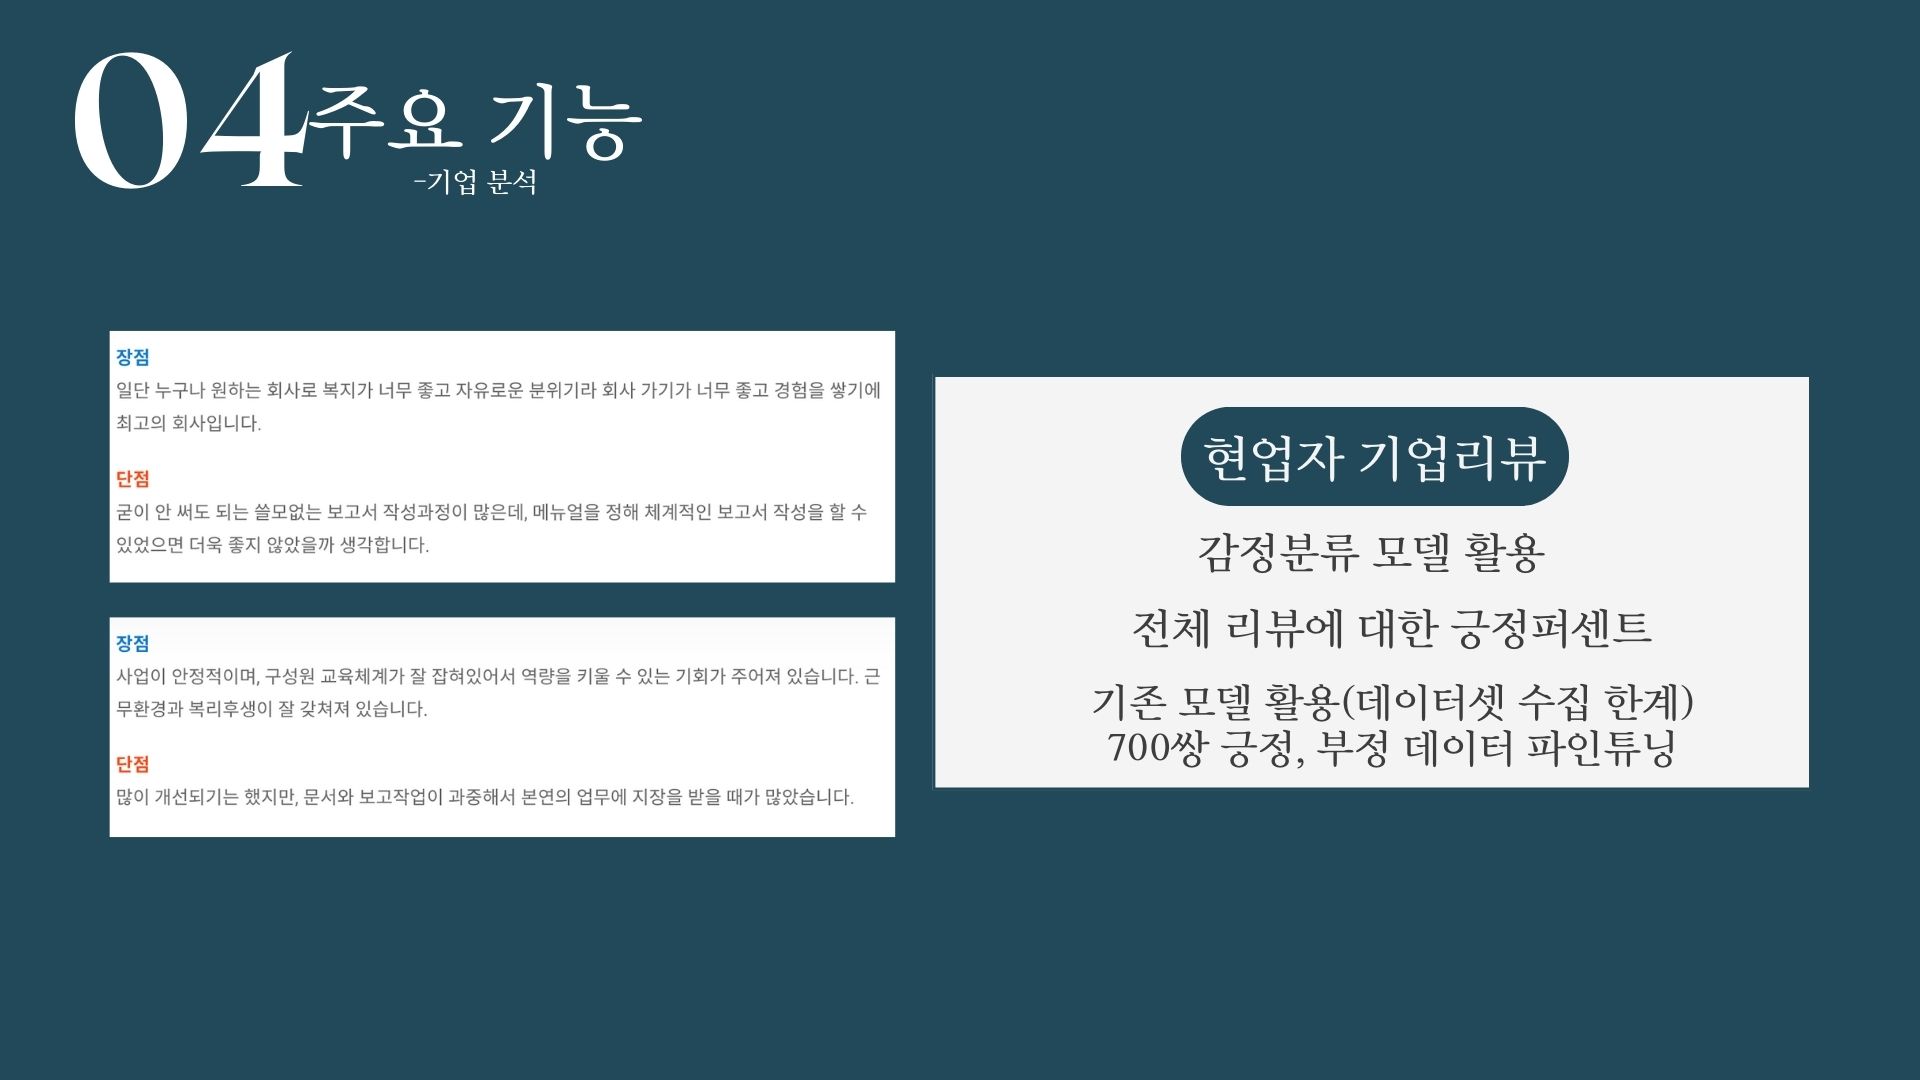 04 주요 기능
-기업 분석
장점
일단 누구나 원하는 회사로 복지가 너무 좋고 자유로운 분위기라 회사 가기가 너무 좋고 경험을 쌓기에
최고의 회사입니다.
단점
굳이 안 써도 되는 쓸모없는 보고서 작성과정이 많은데, 메뉴얼을 정해 체계적인 보고서 작성을 할 수
있었으면 더욱 좋지 않았을까 생각합니다.
장점
사업이 안정적이며, 구성원 교육체계가 잘 잡혀있어서 역량을 키울 수 있는 기회가 주어져 있습니다. 근
무환경과 복리후생이 잘 갖쳐져 있습니다.
단점
많이 개선되기는 했지만, 문서와 보고작업이 과중해서 본연의 업무에 지장을 받을 때가 많았습니다.
현업자 기업리뷰
감정분류 모델 활용
전체 리뷰에 대한 긍정퍼센트
기존 모델 활용(데이터셋 수집 한계)
700쌍 긍정, 부정 데이터 파인튜닝